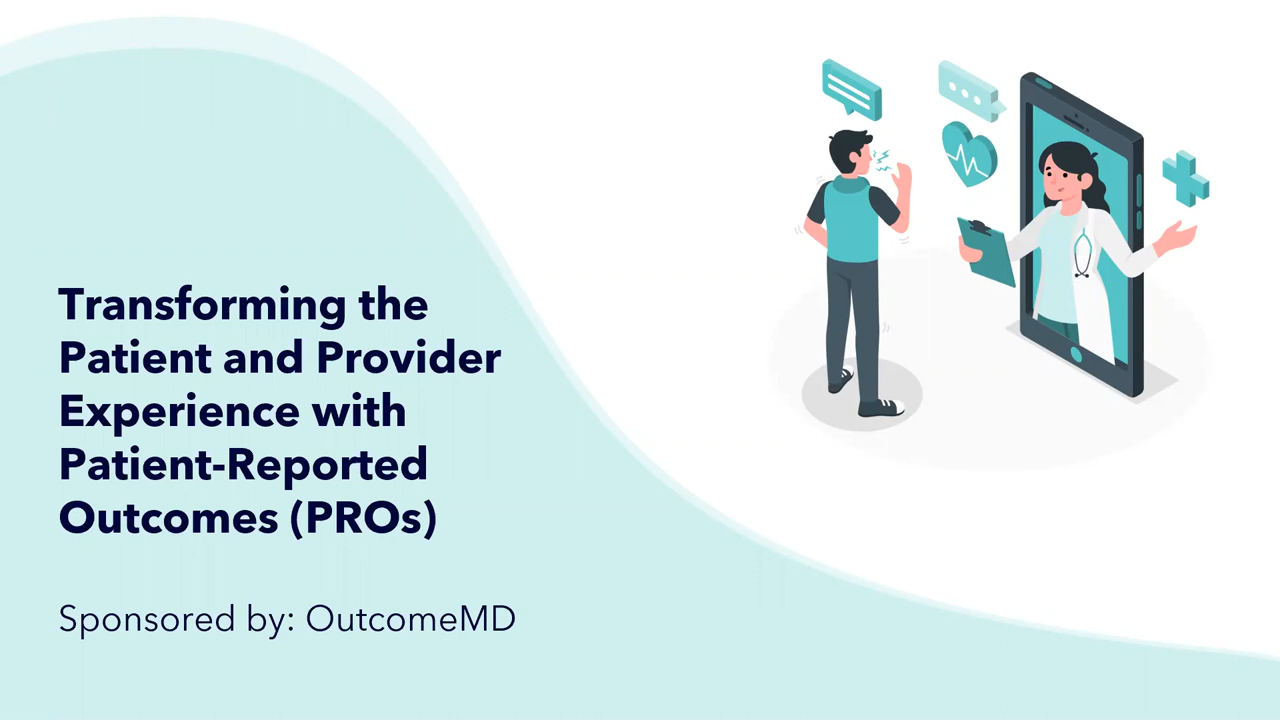 Transforming the
Patient and Provider
Experience with
Patient-Reported
Outcomes (PROs)
Sponsored by: OutcomeMD